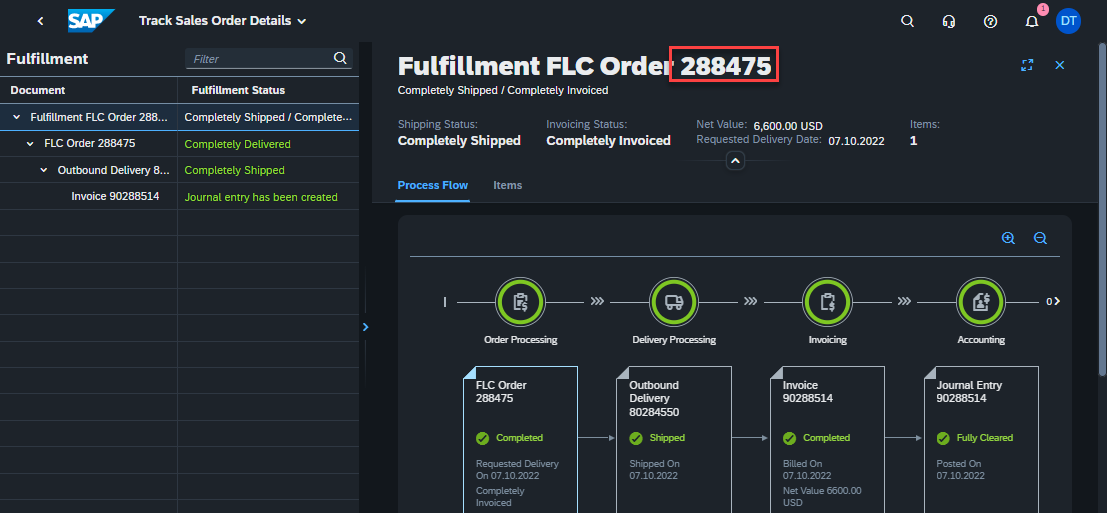 SAP
Track Sales Order Details
1
DT
Fulfillment
Filter
Document
Fulfillment Status
Fulfillment FLC Order 288...
Completely Shipped / Complete...
FLC Order 288475
Completely Delivered
Outbound Delivery 8...
Completely Shipped
Invoice 90288514
Journal entry has been created
Fulfillment FLC Order 288475
Completely Shipped / Completely Invoiced
Shipping Status:
Completely Shipped
Invoicing Status:
Completely Invoiced
Net Value: 6,600.00 USD
Requested Delivery Date: 07.10.2022
Items:
1
Process Flow
Items
0
Order Processing
Delivery Processing
Invoicing
Accounting
FLC Order
288475
Completed
Requested Delivery
On 07.10.2022
Completely
Invoiced
Outbound
Delivery
80284550
Shipped
Shipped On
07.10.2022
Invoice
90288514
Completed
Billed On
07.10.2022
Net Value 6600.00
USD
Journal Entry
90288514
Fully Cleared
Posted On
07.10.2022